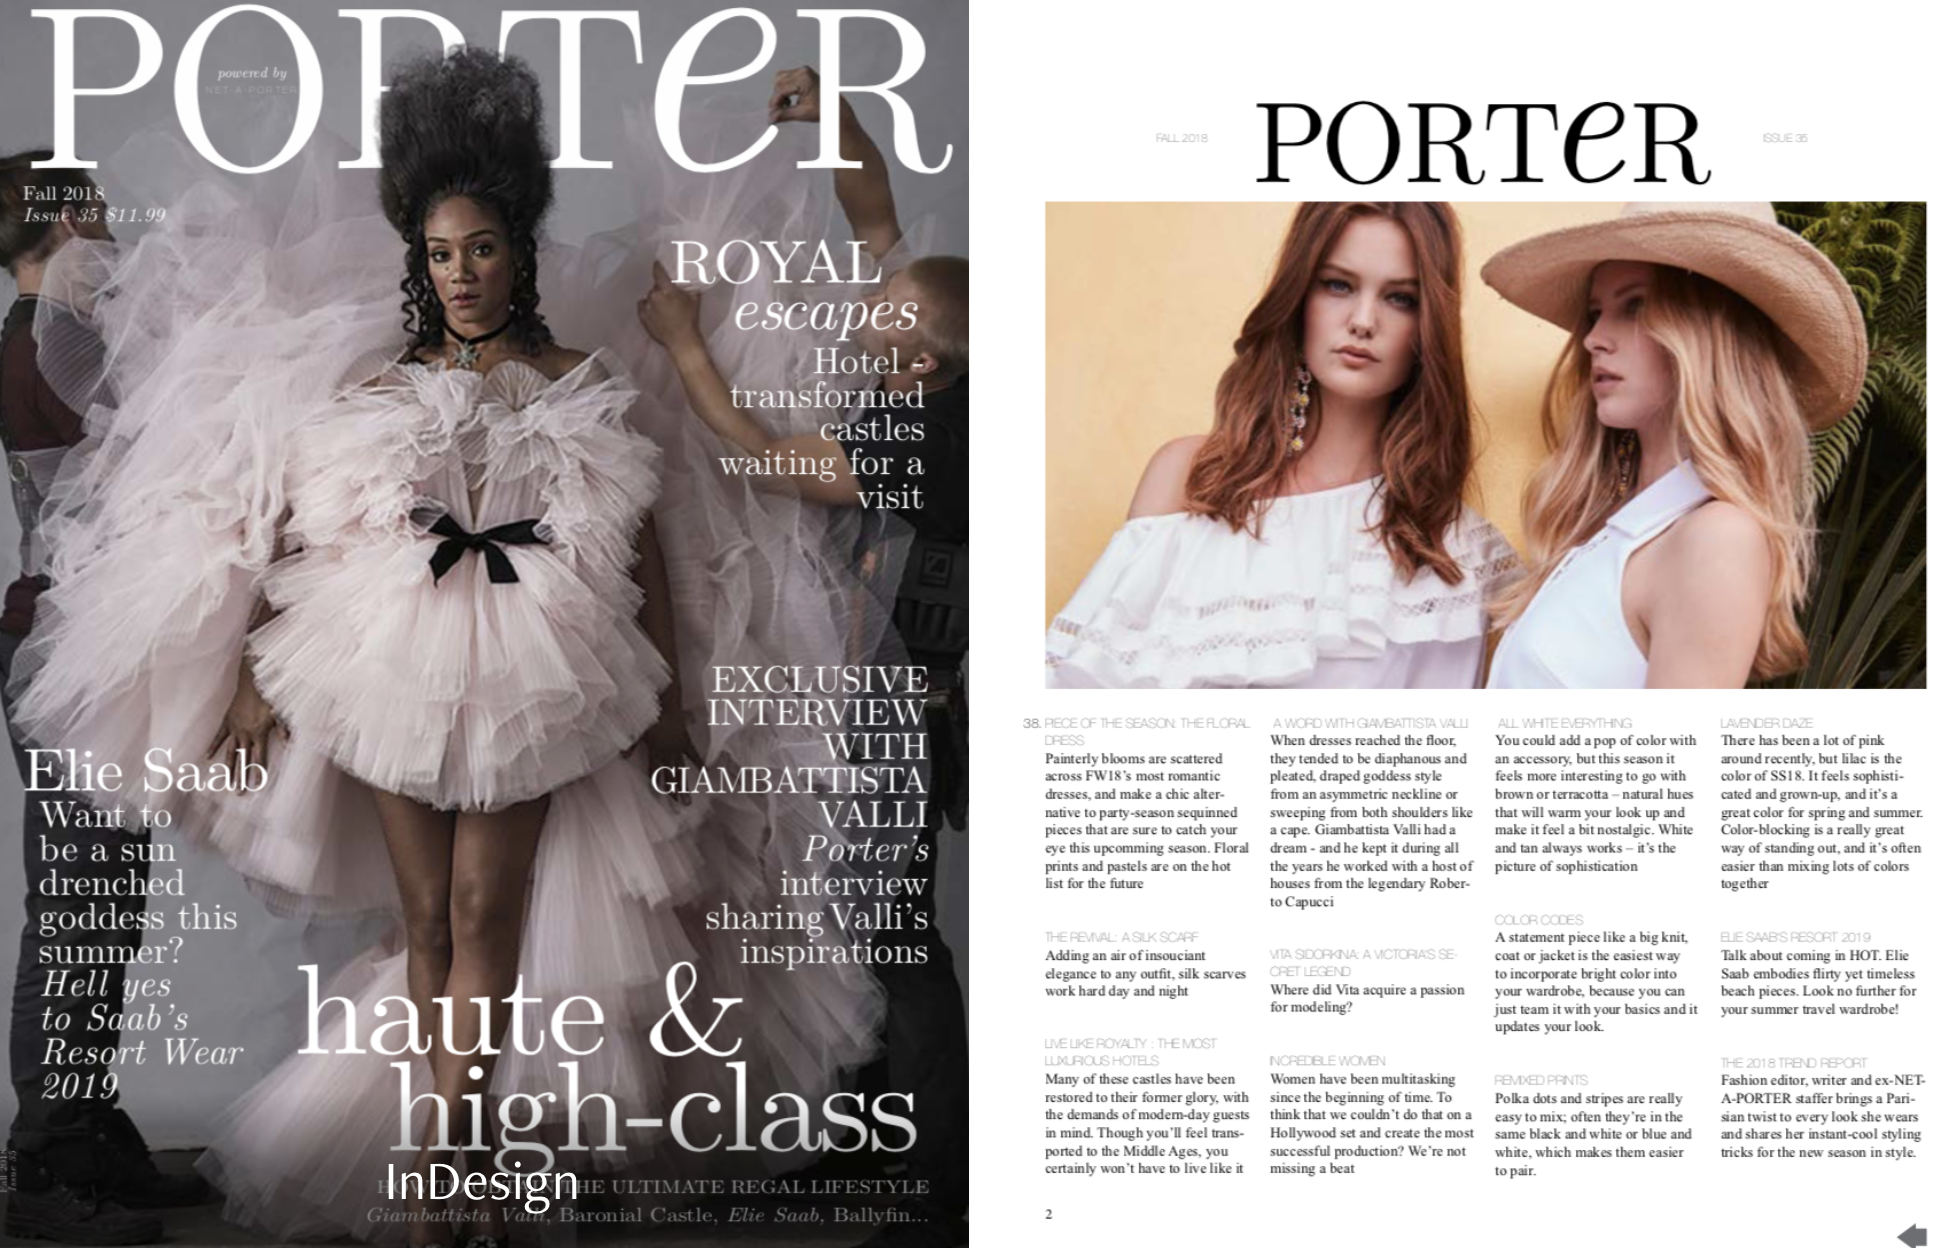 PORTER
powered by
NET-A-PORTER
Fall 2018
Issue 35 $11.99
ROYAL
escapes
Hotel -
transformed
castles
waiting for a
visit
EXCLUSIVE
INTERVIEW
WITH
GIAMBATTISTA
VALLI
Porter's
interview
sharing Valli's
inspirations
Elie Saab
Want to
be a sun
drenched
goddess this
summer?
Hell yes
to Saab's
Resort Wear
2019
haute &
high-class
InDesign
THE ULTIMATE REGAL LIFESTYLE
Giambattista Valli, Baronial Castle, Elie Saab, Ballyfin...
Fall 2018
Issue 35
FALL 2018
PORTER
ISSUE 35
38. PIECE OF THE SEASON: THE FLORAL
DRESS
Painterly blooms are scattered
across FW18's most romantic
dresses, and make a chic alter-
native to party-season sequinned
pieces that are sure to catch your
eye this upcomming season. Floral
prints and pastels are on the hot
list for the future
THE REVIVAL: A SILK SCARF
Adding an air of insouciant
elegance to any outfit, silk scarves
work hard day and night
LIVE LIKE ROYALTY : THE MOST
LUXURIOUS HOTELS
Many of these castles have been
restored to their former glory, with
the demands of modern-day guests
in mind. Though you'll feel trans-
ported to the Middle Ages, you
certainly won't have to live like it
A WORD WITH GIAMBATTISTA VALLI
When dresses reached the floor,
they tended to be diaphanous and
pleated, draped goddess style
from an asymmetric neckline or
sweeping from both shoulders like
a cape. Giambattista Valli had a
dream - and he kept it during all
the years he worked with a host of
houses from the legendary Rober-
to Capucci
VITA SIDORKINA: A VICTORIA'S SE-
CRET LEGEND
Where did Vita acquire a passion
for modeling?
INCREDIBLE WOMEN
Women have been multitasking
since the beginning of time. To
think that we couldn't do that on a
Hollywood set and create the most
successful production? We're not
missing a beat
ALL WHITE EVERYTHING
You could add a pop of color with
an accessory, but this season it
feels more interesting to go with
brown or terracotta – natural hues
that will warm your look up and
make it feel a bit nostalgic. White
and tan always works – it's the
picture of sophistication
COLOR CODES
A statement piece like a big knit,
coat or jacket is the easiest way
to incorporate bright color into
your wardrobe, because you can
just team it with your basics and it
updates your look.
REMIXED PRINTS
Polka dots and stripes are really
easy to mix; often they're in the
same black and white or blue and
white, which makes them easier
to pair.
LAVENDER DAZE
There has been a lot of pink
around recently, but lilac is the
color of SS18. It feels sophisti-
cated and grown-up, and it's a
great color for spring and summer.
Color-blocking is a really great
way of standing out, and it's often
easier than mixing lots of colors
together
ELIE SAAB'S RESORT 2019
Talk about coming in HOT. Elie
Saab embodies flirty yet timeless
beach pieces. Look no further for
your summer travel wardrobe!
THE 2018 TREND REPORT
Fashion editor, writer and ex-NET-
A-PORTER staffer brings a Pari-
sian twist to every look she wears
and shares her instant-cool styling
tricks for the new season in style.
2